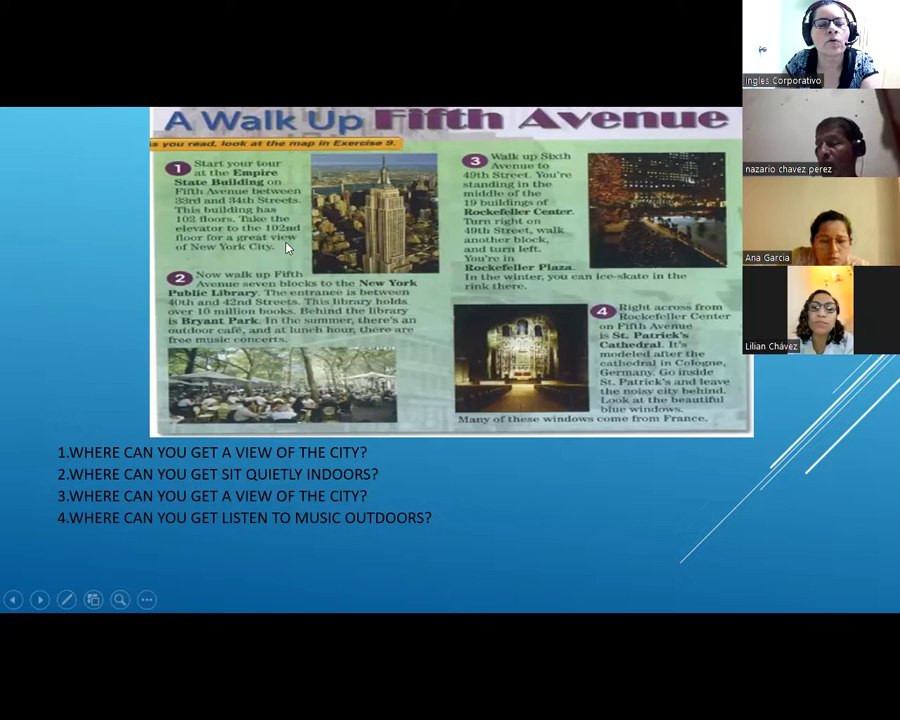 A Walk Up Fifth Avenue
s you read, look at the map in Exercise 9.
1 Start your tour
at the Empire
State Building on
Fifth Avenue between
33rd and 34th Streets.
This building has
102 floors. Take the
elevator to the 102nd
floor for a great view
of New York City.
2 Now walk up Fifth
Avenue seven blocks to the New York
Public Library. The entrance is between
40th and 42nd Streets. This library holds
over 10 million books. Behind the library
is Bryant Park. In the summer, there's an
outdoor café, and at lunch hour, there are
free music concerts.
3 Walk up Sixth
Avenue to
49th Street. You're
standing in the
middle of the
19 buildings of
Rockefeller Center.
Turn right on
49th Street, walk
another block,
and turn left.
You're in
Rockefeller Plaza.
In the winter, you can ice-skate in the
rink there.
4 Right across from
Rockefeller Center
on Fifth Avenue
is St. Patrick's
Cathedral. It's
modeled after the
cathedral in Cologne,
Germany. Go inside
St. Patrick's and leave
the noisy city behind.
Look at the beautiful
blue windows.
Many of these windows come from France.
1.WHERE CAN YOU GET A VIEW OF THE CITY?
2.WHERE CAN YOU GET SIT QUIETLY INDOORS?
3.WHERE CAN YOU GET A VIEW OF THE CITY?
4.WHERE CAN YOU GET LISTEN TO MUSIC OUTDOORS?
Ingles Corporativo
nazario chavez perez
Ana Garcia
Lilian Chávez